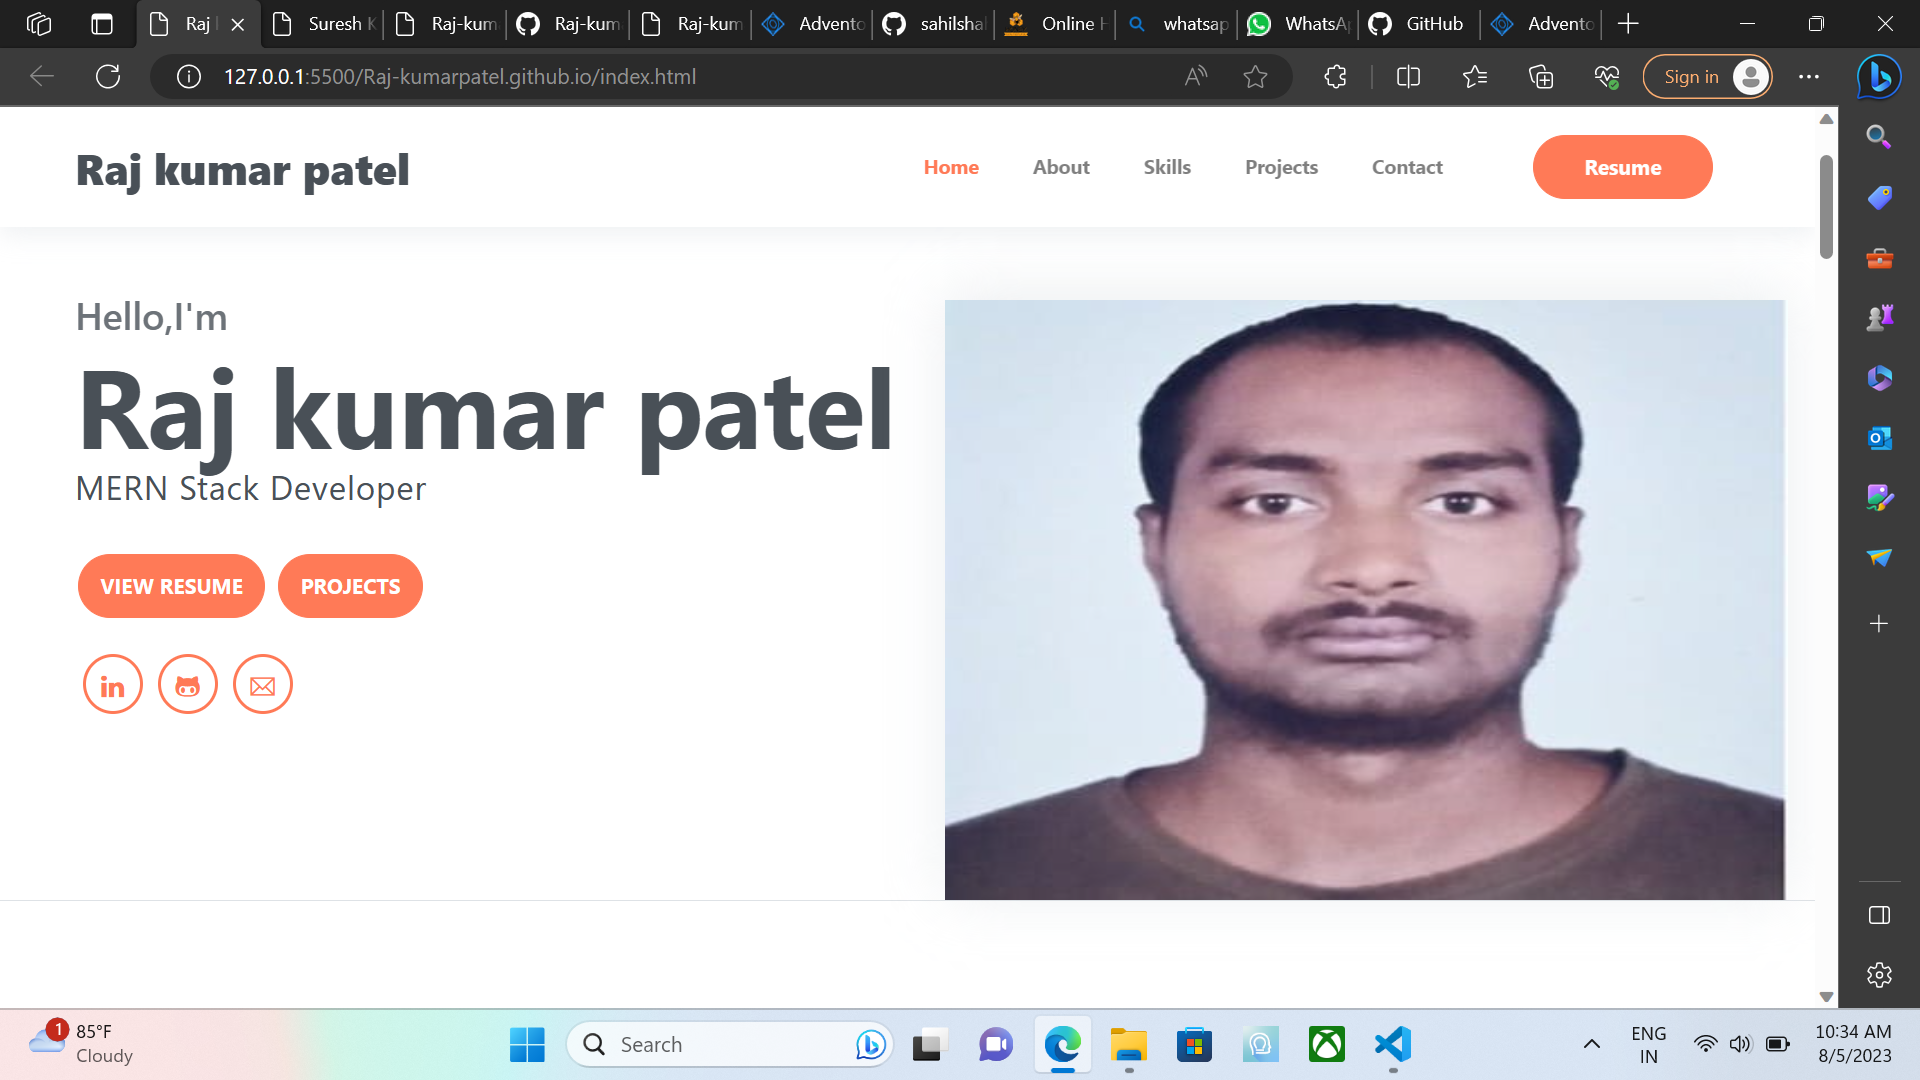 Raj
Suresh K
Raj-kum
Raj-kum
Raj-kum
Advento
sahilshal
Online H
whatsap
WhatsAp
GitHub
Advento
127.0.0.1:5500/Raj-kumarpatel.github.io/index.html
Sign in
Raj kumar patel
Home
About
Skills
Projects
Contact
Resume
Hello,I'm
Raj kumar patel
MERN Stack Developer
VIEW RESUME
PROJECTS
1
85°F
Cloudy
Search
ENG
IN
10:34 AM
8/5/2023